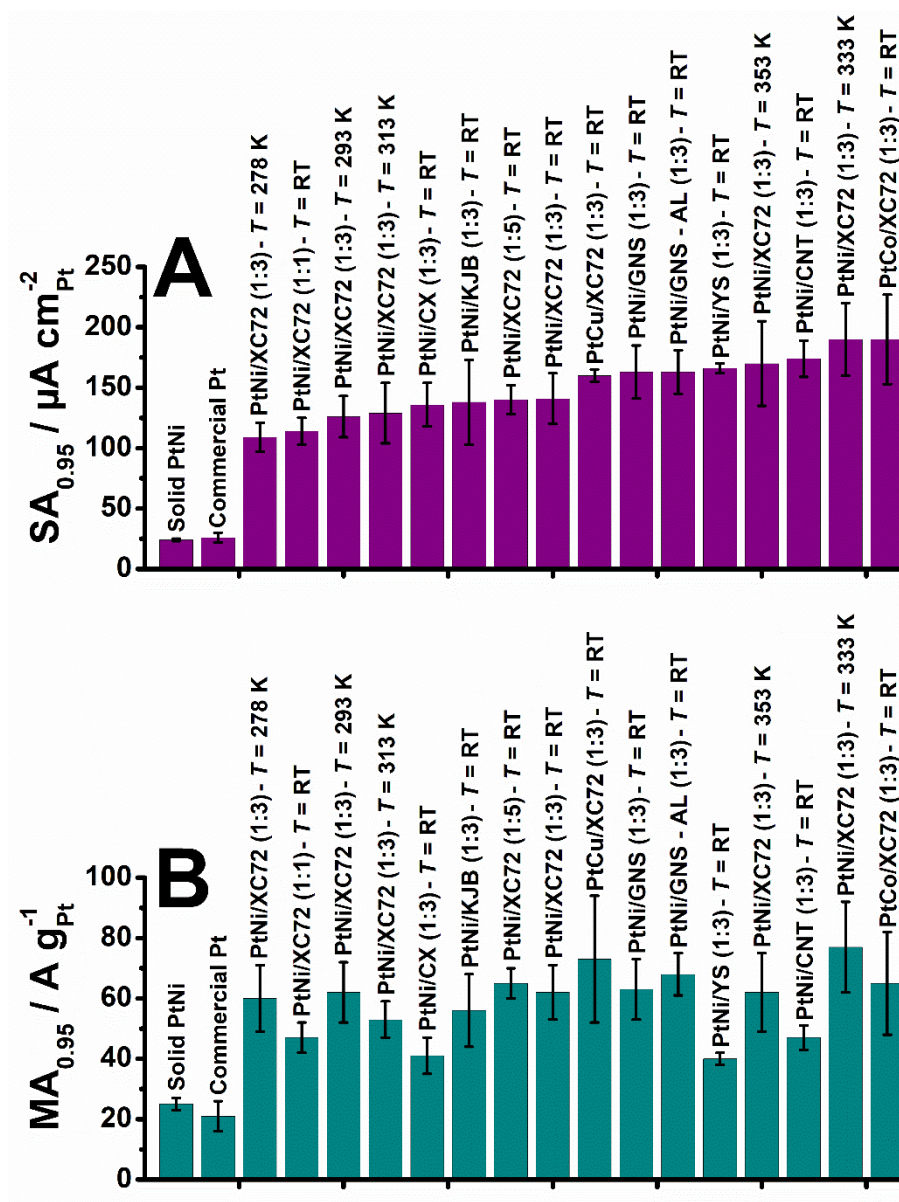 A
SA0.95 / µA cm-2Pt
250
200
150
100
50
0
Solid PtNi
Commercial Pt
PtNi/XC72 (1:3)- T = 278 K
PtNi/XC72 (1:1)- T = RT
PtNi/XC72 (1:3)- T = 293 K
PtNi/XC72 (1:3)- T = 313 K
PtNi/CX (1:3)- T = RT
PtNi/KJB (1:3)- T = RT
PtNi/XC72 (1:5)- T = RT
PtNi/XC72 (1:3)- T = RT
PtCu/XC72 (1:3)- T = RT
PtNi/GNS (1:3)- T = RT
PtNi/GNS - AL (1:3)- T = RT
PtNi/YS (1:3)- T = RT
PtNi/XC72 (1:3)- T = 353 K
PtNi/CNT (1:3)- T = RT
PtNi/XC72 (1:3)- T = 333 K
PtCo/XC72 (1:3)- T = RT
B
MA0.95 / A g-1Pt
100
80
60
40
20
0
Solid PtNi
Commercial Pt
PtNi/XC72 (1:3)- T = 278 K
PtNi/XC72 (1:1)- T = RT
PtNi/XC72 (1:3)- T = 293 K
PtNi/XC72 (1:3)- T = 313 K
PtNi/CX (1:3)- T = RT
PtNi/KJB (1:3)- T = RT
PtNi/XC72 (1:5)- T = RT
PtNi/XC72 (1:3)- T = RT
PtCu/XC72 (1:3)- T = RT
PtNi/GNS (1:3)- T = RT
PtNi/GNS - AL (1:3)- T = RT
PtNi/YS (1:3)- T = RT
PtNi/XC72 (1:3)- T = 353 K
PtNi/CNT (1:3)- T = RT
PtNi/XC72 (1:3)- T = 333 K
PtCo/XC72 (1:3)- T = RT